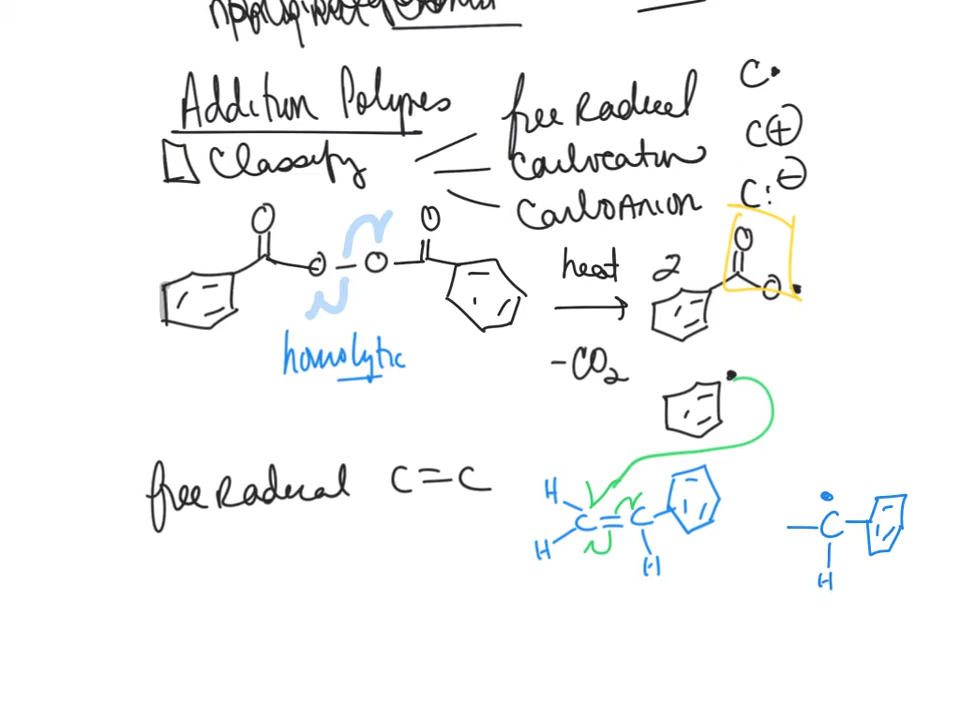 Addition Polymers
Classify
free Radical C•
Carbocation C⊕
CarboANION C:⊖
O O O
O O O
heat 2
homolytic
-CO2
free Radical C=C
H
C=C
H H
C
H